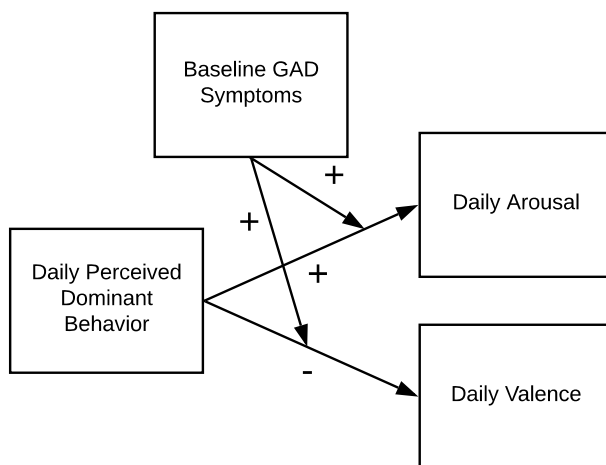 Baseline GAD
Symptoms
+
Daily Arousal
+
Daily Perceived
Dominant
Behavior
+
-
Daily Valence